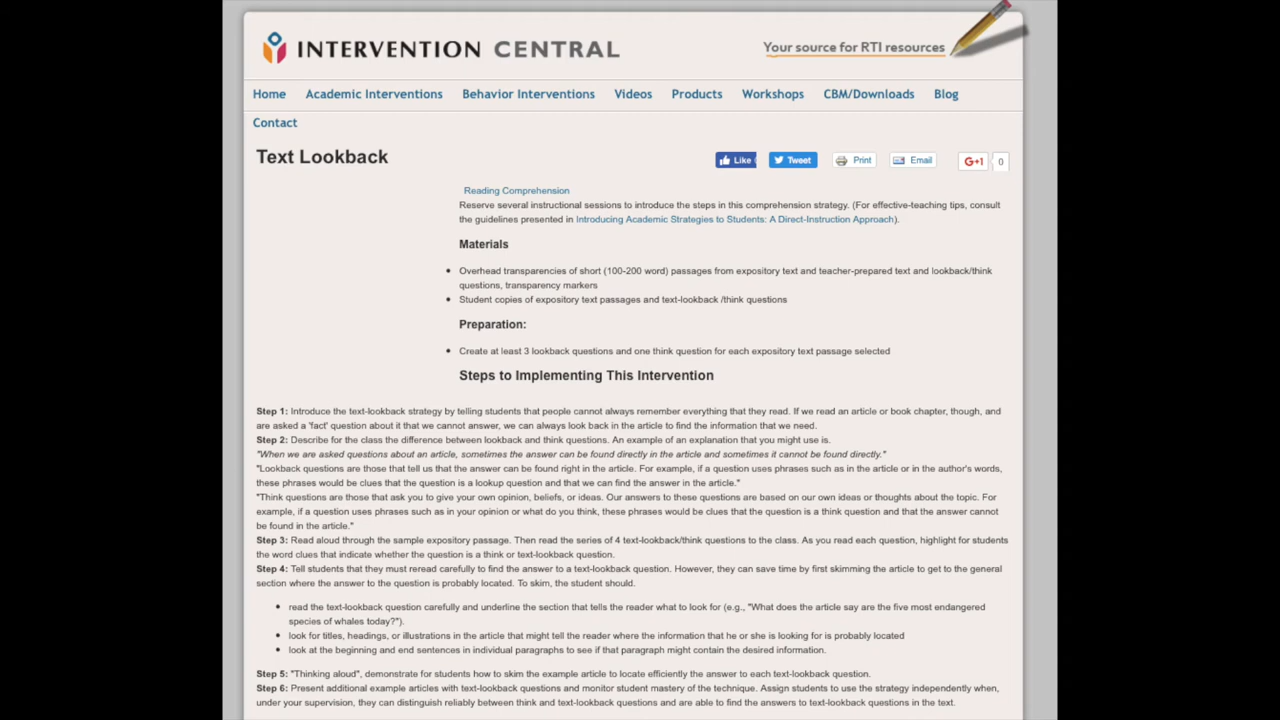 INTERVENTION CENTRAL
Your source for RTI resources
Home Academic Interventions Behavior Interventions Videos Products Workshops CBM/Downloads Blog
Contact
Text Lookback
Like
Tweet
Print
Email
G+1
0
Reading Comprehension
Reserve several instructional sessions to introduce the steps in this comprehension strategy. (For effective-teaching tips, consult
the guidelines presented in Introducing Academic Strategies to Students: A Direct-Instruction Approach).
Materials
• Overhead transparencies of short (100-200 word) passages from expository text and teacher-prepared text and lookback/think
questions, transparency markers
• Student copies of expository text passages and text-lookback /think questions
Preparation:
• Create at least 3 lookback questions and one think question for each expository text passage selected
Steps to Implementing This Intervention
Step 1: Introduce the text-lookback strategy by telling students that people cannot always remember everything that they read. If we read an article or book chapter, though, and
are asked a 'fact' question about it that we cannot answer, we can always look back in the article to find the information that we need.
Step 2: Describe for the class the difference between lookback and think questions. An example of an explanation that you might use is.
"When we are asked questions about an article, sometimes the answer can be found directly in the article and sometimes it cannot be found directly."
"Lookback questions are those that tell us that the answer can be found right in the article. For example, if a question uses phrases such as in the article or in the author's words,
these phrases would be clues that the question is a lookup question and that we can find the answer in the article."
"Think questions are those that ask you to give your own opinion, beliefs, or ideas. Our answers to these questions are based on our own ideas or thoughts about the topic. For
example, if a question uses phrases such as in your opinion or what do you think, these phrases would be clues that the question is a think question and that the answer cannot
be found in the article."
Step 3: Read aloud through the sample expository passage. Then read the series of 4 text-lookback/think questions to the class. As you read each question, highlight for students
the word clues that indicate whether the question is a think or text-lookback question.
Step 4: Tell students that they must reread carefully to find the answer to a text-lookback question. However, they can save time by first skimming the article to get to the general
section where the answer to the question is probably located. To skim, the student should.
• read the text-lookback question carefully and underline the section that tells the reader what to look for (e.g., "What does the article say are the five most endangered
species of whales today?").
• look for titles, headings, or illustrations in the article that might tell the reader where the information that he or she is looking for is probably located
• look at the beginning and end sentences in individual paragraphs to see if that paragraph might contain the desired information.
Step 5: "Thinking aloud", demonstrate for students how to skim the example article to locate efficiently the answer to each text-lookback question.
Step 6: Present additional example articles with text-lookback questions and monitor student mastery of the technique. Assign students to use the strategy independently when,
under your supervision, they can distinguish reliably between think and text-lookback questions and are able to find the answers to text-lookback questions in the text.